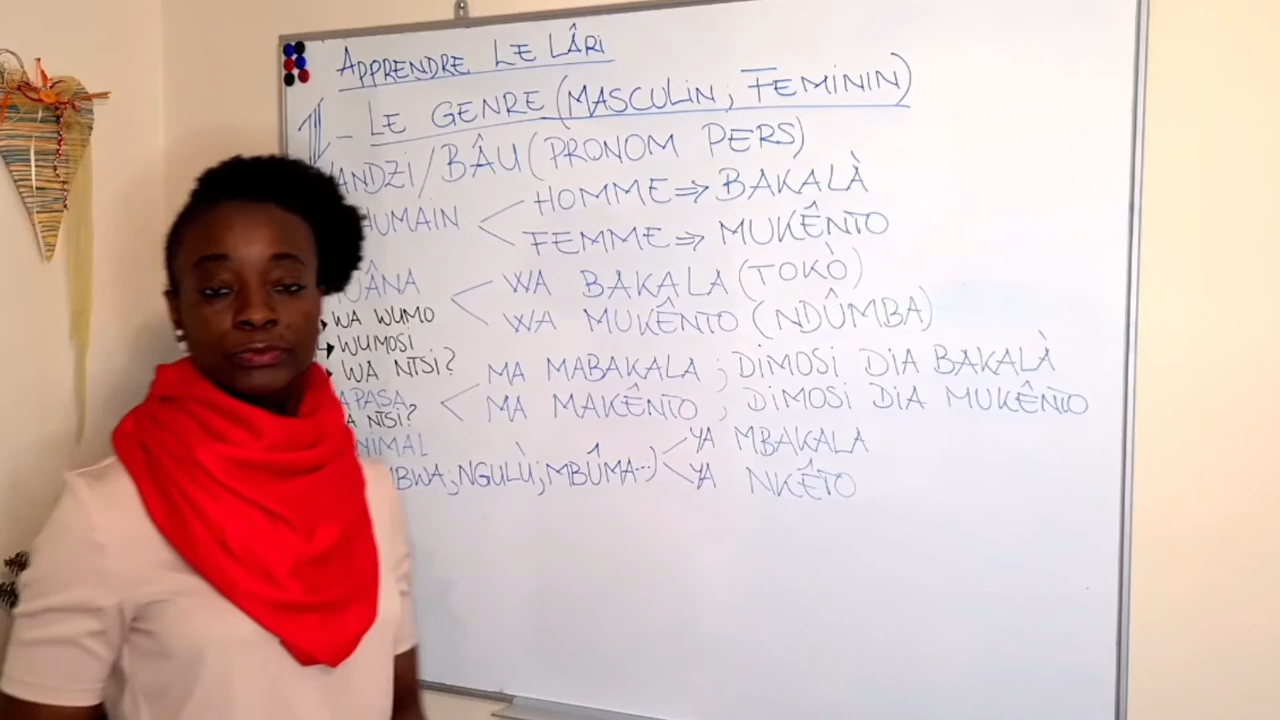 APPRENDRE LE LÂRi
III - LE GENRE (MASCULiN ; FEMiNiN)
/BÂU (PRONOM PERS)
HUMAiN
HOMME ⇒ BAKALÀ
FEMME ⇒ MUKÊNTO
WA BAKALA (TOKÒ)
WA MUKÊNTO (NDÛMBA)
WA WUMO
WUMOSi
WA NTSi?
MA MABAKALA ; DiMOSi DiA BAKALÀ
MA MAKÊNTO ; DiMOSi DiA MUKÊNTO
NTSi?
NGULÙ ; MBÛMA...)
YA MBAKALA
YA NKÊTO